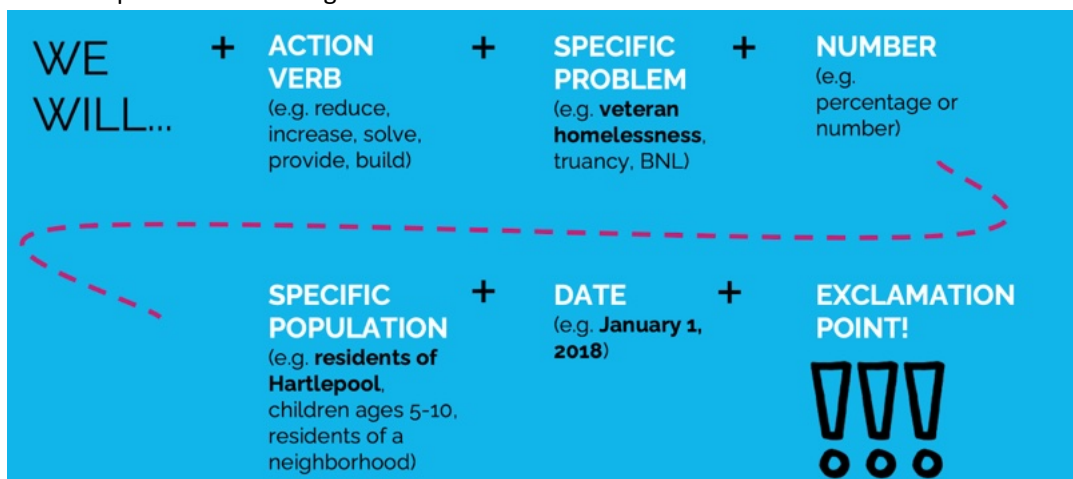 WE
WILL...
+
ACTION
VERB
(e.g. reduce,
increase, solve,
provide, build)
+
SPECIFIC
PROBLEM
(e.g. veteran
homelessness,
truancy, BNL)
+
NUMBER
(e.g.
percentage or
number)
SPECIFIC
POPULATION
(e.g. residents of
Hartlepool,
children ages 5-10,
residents of a
neighborhood)
+
DATE
(e.g. January 1,
2018)
+
EXCLAMATION
POINT!
!!!